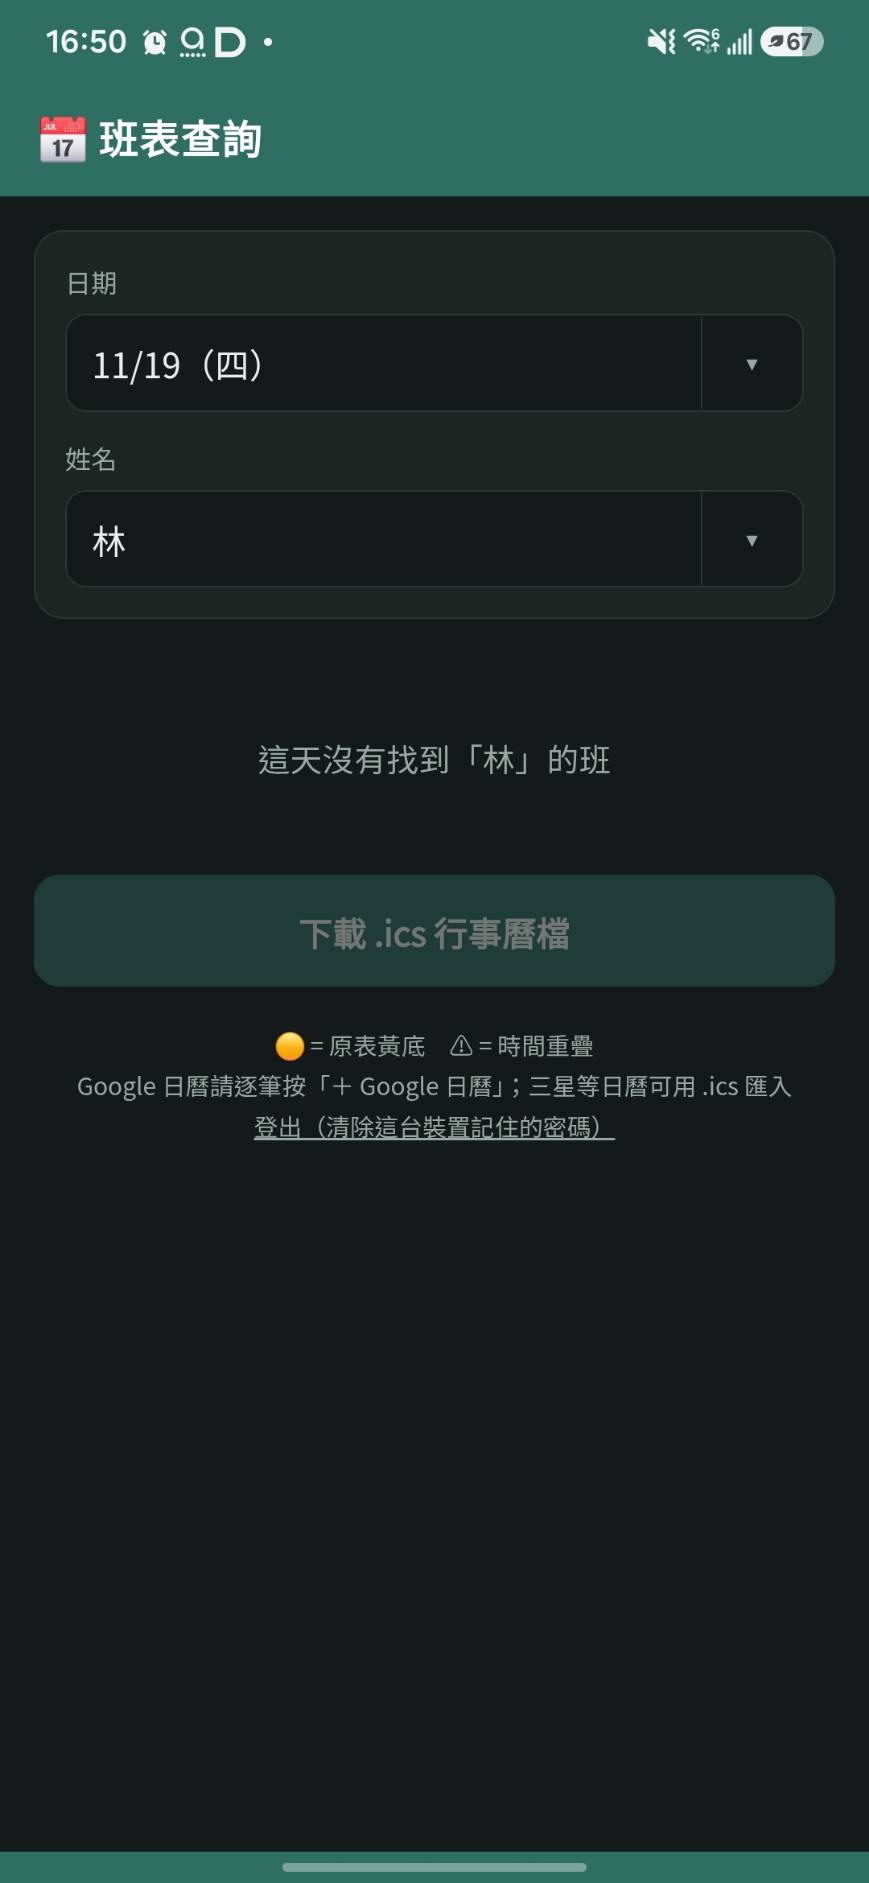 16:50
67
JUL
17
班表查詢
日期
11/19（四）
▼
姓名
林
▼
這天沒有找到「林」的班
下載 .ics 行事曆檔
🟡 = 原表黃底 ⚠ = 時間重疊
Google 日曆請逐筆按「＋ Google 日曆」；三星等日曆可用 .ics 匯入
登出（清除這台裝置記住的密碼）